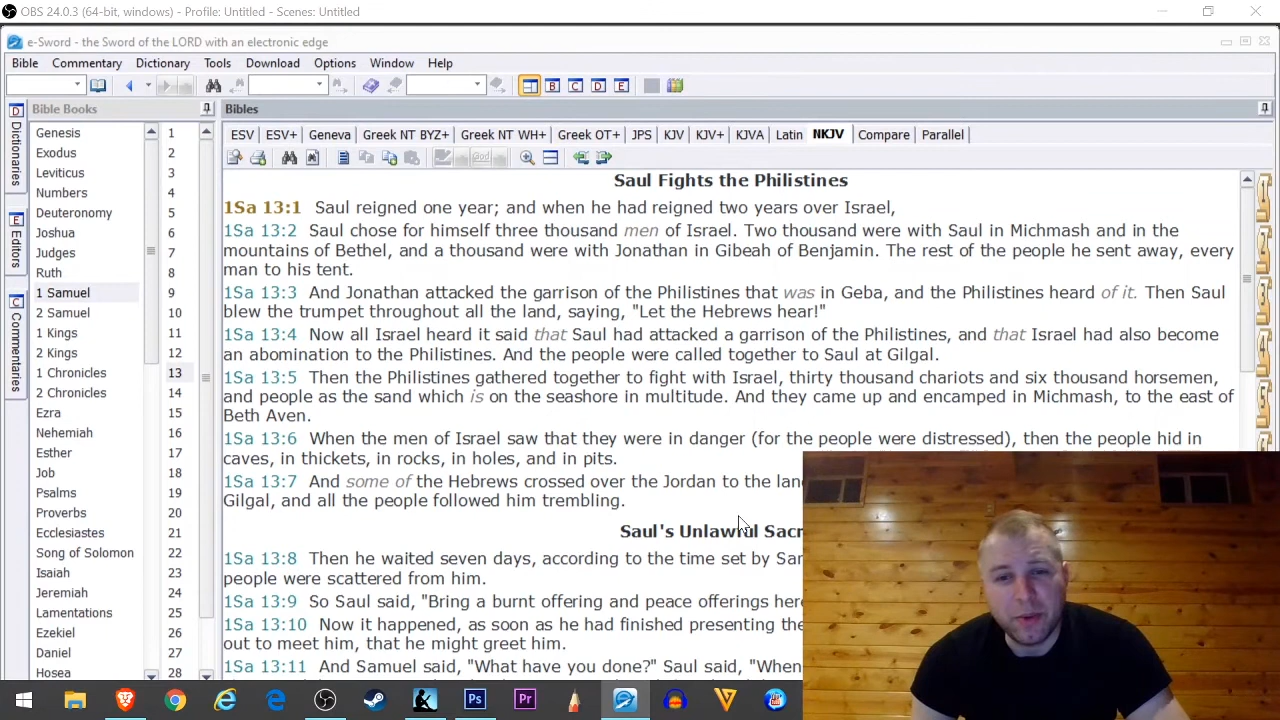 OBS 24.0.3 (64-bit, windows) - Profile: Untitled - Scenes: Untitled
e-Sword - the Sword of the LORD with an electronic edge
Bible Commentary Dictionary Tools Download Options Window Help
B C D E
Bible Books
Bibles
ESV ESV+ Geneva Greek NT BYZ+ Greek NT WH+ Greek OT+ JPS KJV KJV+ KJVA Latin NKJV Compare Parallel
God
D Dictionaries
E Editors
C Commentaries
Genesis
Exodus
Leviticus
Numbers
Deuteronomy
Joshua
Judges
Ruth
1 Samuel
2 Samuel
1 Kings
2 Kings
1 Chronicles
2 Chronicles
Ezra
Nehemiah
Esther
Job
Psalms
Proverbs
Ecclesiastes
Song of Solomon
Isaiah
Jeremiah
Lamentations
Ezekiel
Daniel
Hosea
1
2
3
4
5
6
7
8
9
10
11
12
13
14
15
16
17
18
19
20
21
22
23
24
25
26
27
28
Saul Fights the Philistines
1Sa 13:1 Saul reigned one year; and when he had reigned two years over Israel,
1Sa 13:2 Saul chose for himself three thousand men of Israel. Two thousand were with Saul in Michmash and in the
mountains of Bethel, and a thousand were with Jonathan in Gibeah of Benjamin. The rest of the people he sent away, every
man to his tent.
1Sa 13:3 And Jonathan attacked the garrison of the Philistines that was in Geba, and the Philistines heard of it. Then Saul
blew the trumpet throughout all the land, saying, "Let the Hebrews hear!"
1Sa 13:4 Now all Israel heard it said that Saul had attacked a garrison of the Philistines, and that Israel had also become
an abomination to the Philistines. And the people were called together to Saul at Gilgal.
1Sa 13:5 Then the Philistines gathered together to fight with Israel, thirty thousand chariots and six thousand horsemen,
and people as the sand which is on the seashore in multitude. And they came up and encamped in Michmash, to the east of
Beth Aven.
1Sa 13:6 When the men of Israel saw that they were in danger (for the people were distressed), then the people hid in
caves, in thickets, in rocks, in holes, and in pits.
1Sa 13:7 And some of the Hebrews crossed over the Jordan to the
Gilgal, and all the people followed him trembling.
Saul's Unlawful
1Sa 13:8 Then he waited seven days, according to the time set by
people were scattered from him.
1Sa 13:9 So Saul said, "Bring a burnt offering and peace offerings
1Sa 13:10 Now it happened, as soon as he had finished presenting
out to meet him, that he might greet him.
1Sa 13:11 And Samuel said, "What have you done?" Saul said, "When
Ps Pr